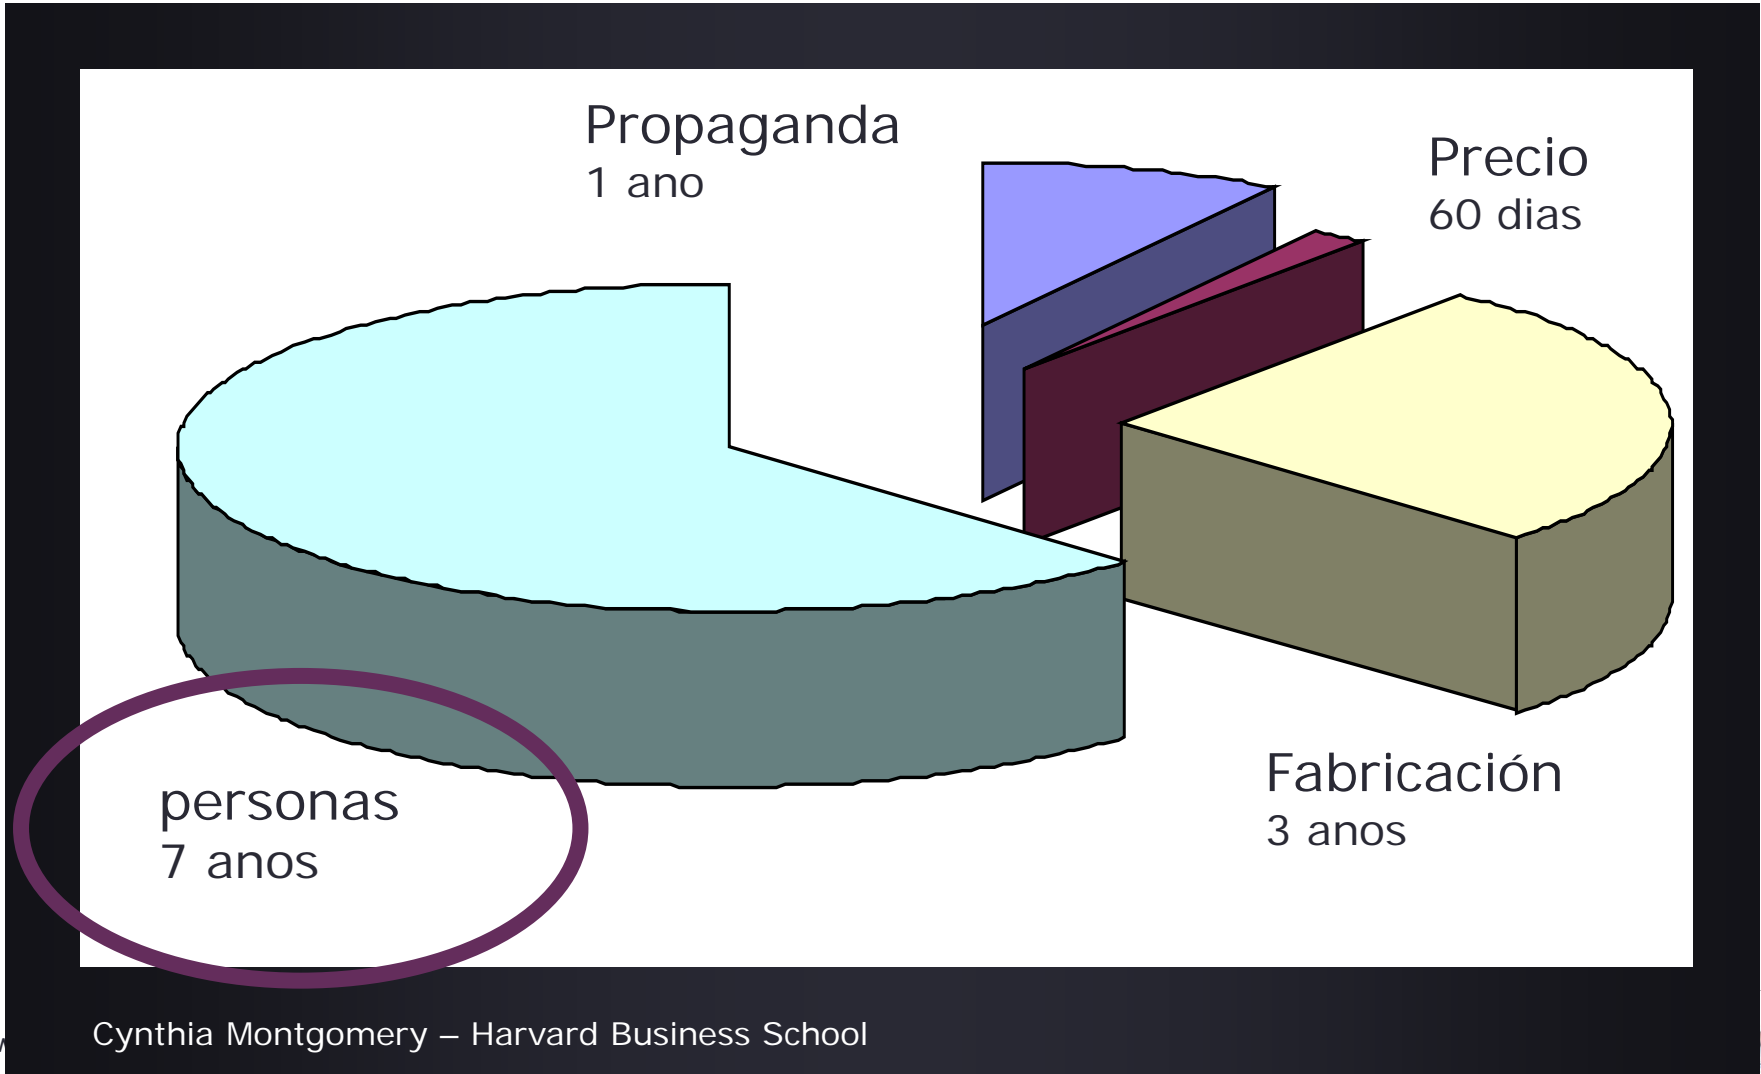 Propaganda
1 ano
Precio
60 dias
Fabricación
3 anos
personas
7 anos
Cynthia Montgomery – Harvard Business School